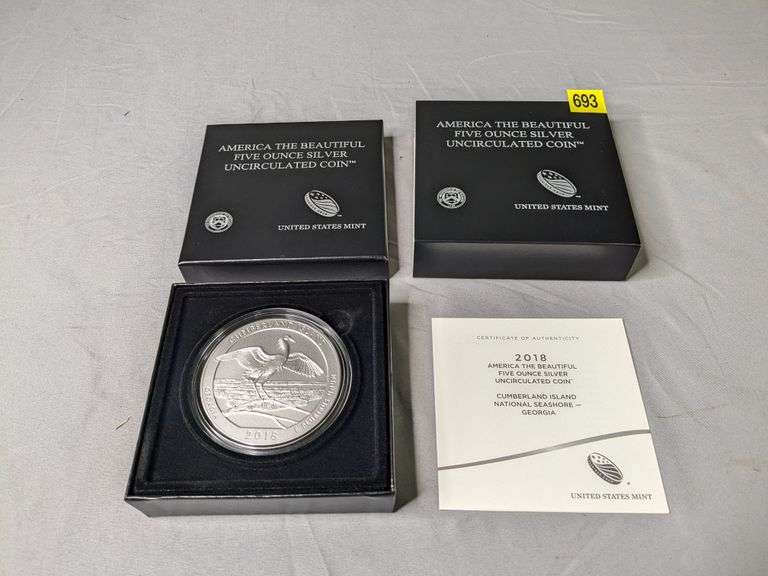 693
AMERICA THE BEAUTIFUL
FIVE OUNCE SILVER
UNCIRCULATED COIN™
UNITED STATES MINT
AMERICA THE BEAUTIFUL
FIVE OUNCE SILVER
UNCIRCULATED COIN™
UNITED STATES MINT
CUMBERLAND ISLAND
2018
CERTIFICATE OF AUTHENTICITY
2018
AMERICA THE BEAUTIFUL
FIVE OUNCE SILVER
UNCIRCULATED COIN™
CUMBERLAND ISLAND
NATIONAL SEASHORE —
GEORGIA
UNITED STATES MINT